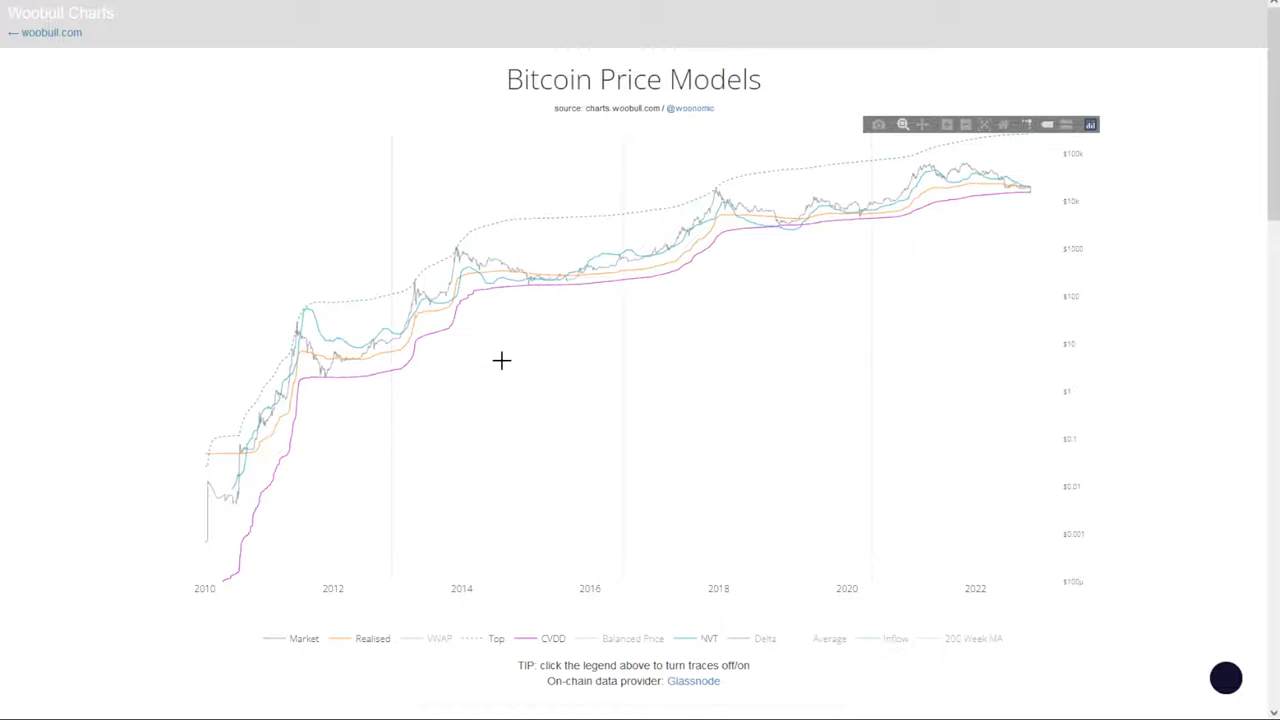 Woobull Charts
← woobull.com
Bitcoin Price Models
source: charts.woobull.com / @woonomic
$100k
$10k
$1000
$100
$10
$1
$0.1
$0.01
$0.001
$100µ
2010 2012 2014 2016 2018 2020 2022
Market Realised VWAP Top CVDD Balanced Price NVT Delta Average Inflow 200 Week MA
TIP: click the legend above to turn traces off/on
On-chain data provider: Glassnode